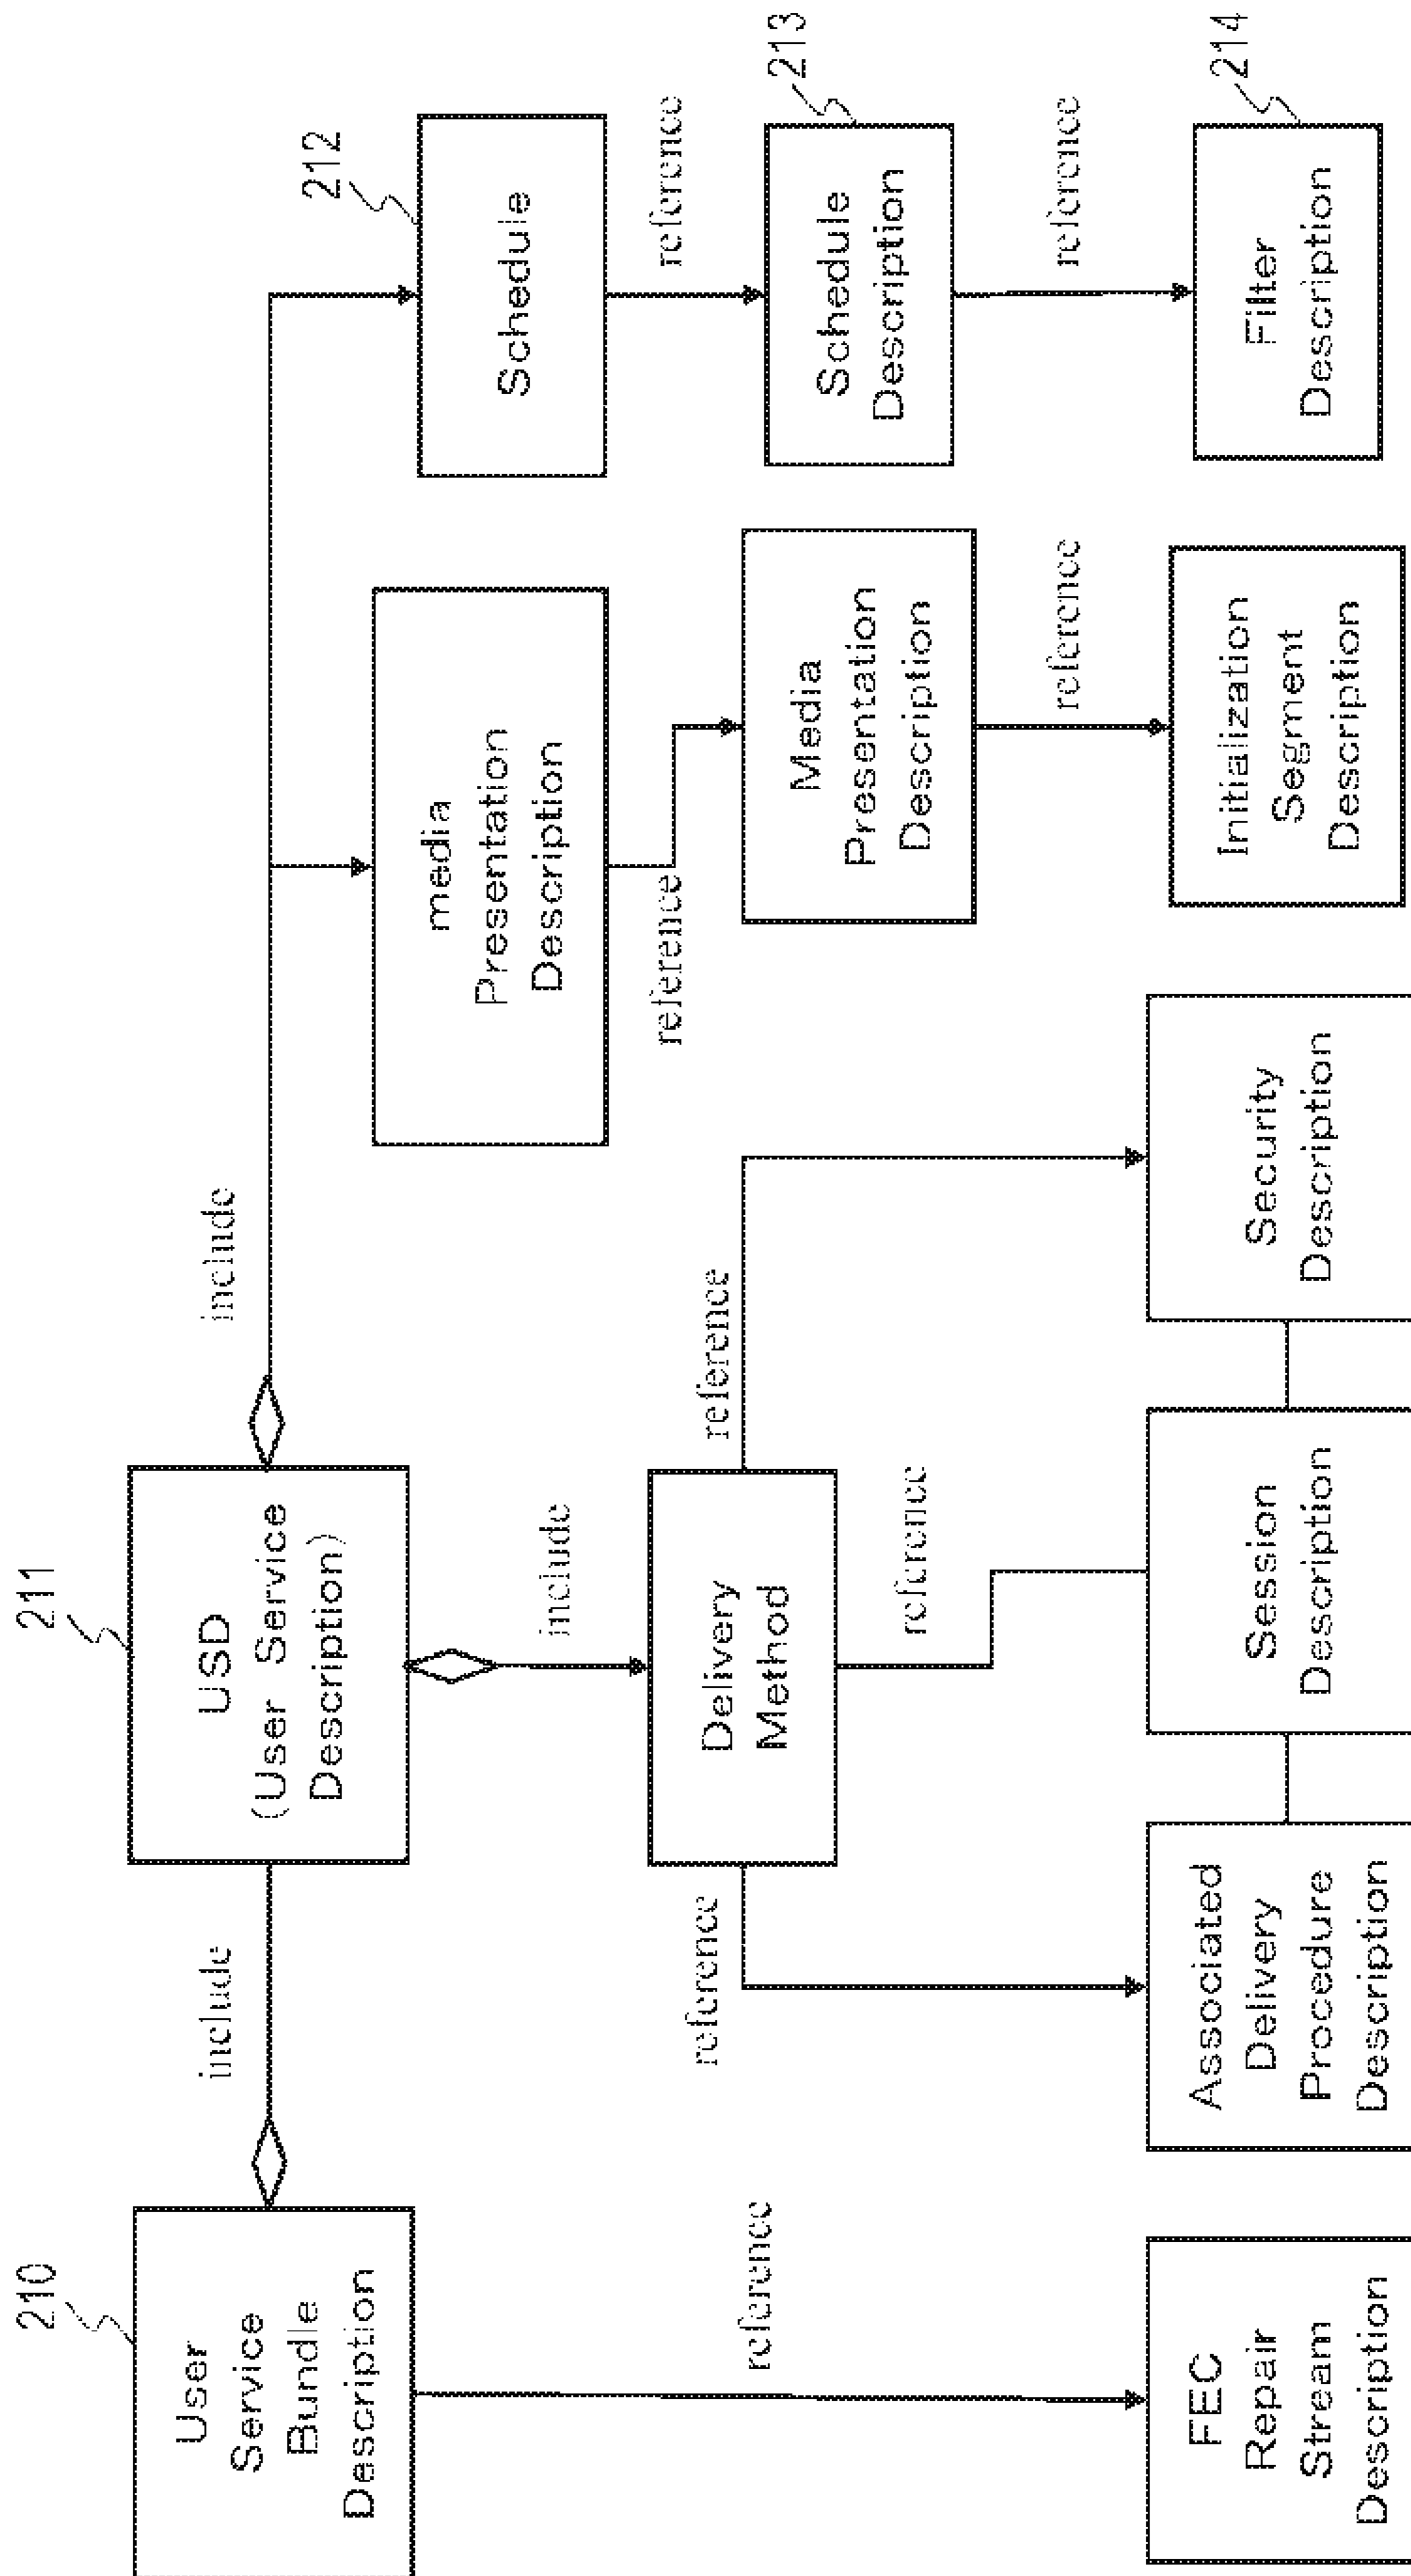 210
User
Service
Bundle
Description
include
211
USD
(User Service
Description)
include
212
Schedule
media
Presentation
Description
include
reference
reference
213
Schedule
Description
Media
Presentation
Description
Delivery
Method
reference
reference
reference
reference
reference
reference
214
FEC
Repair
Stream
Description
Associated
Delivery
Procedure
Description
Session
Description
Security
Description
Initialization
Segment
Description
Filter
Description